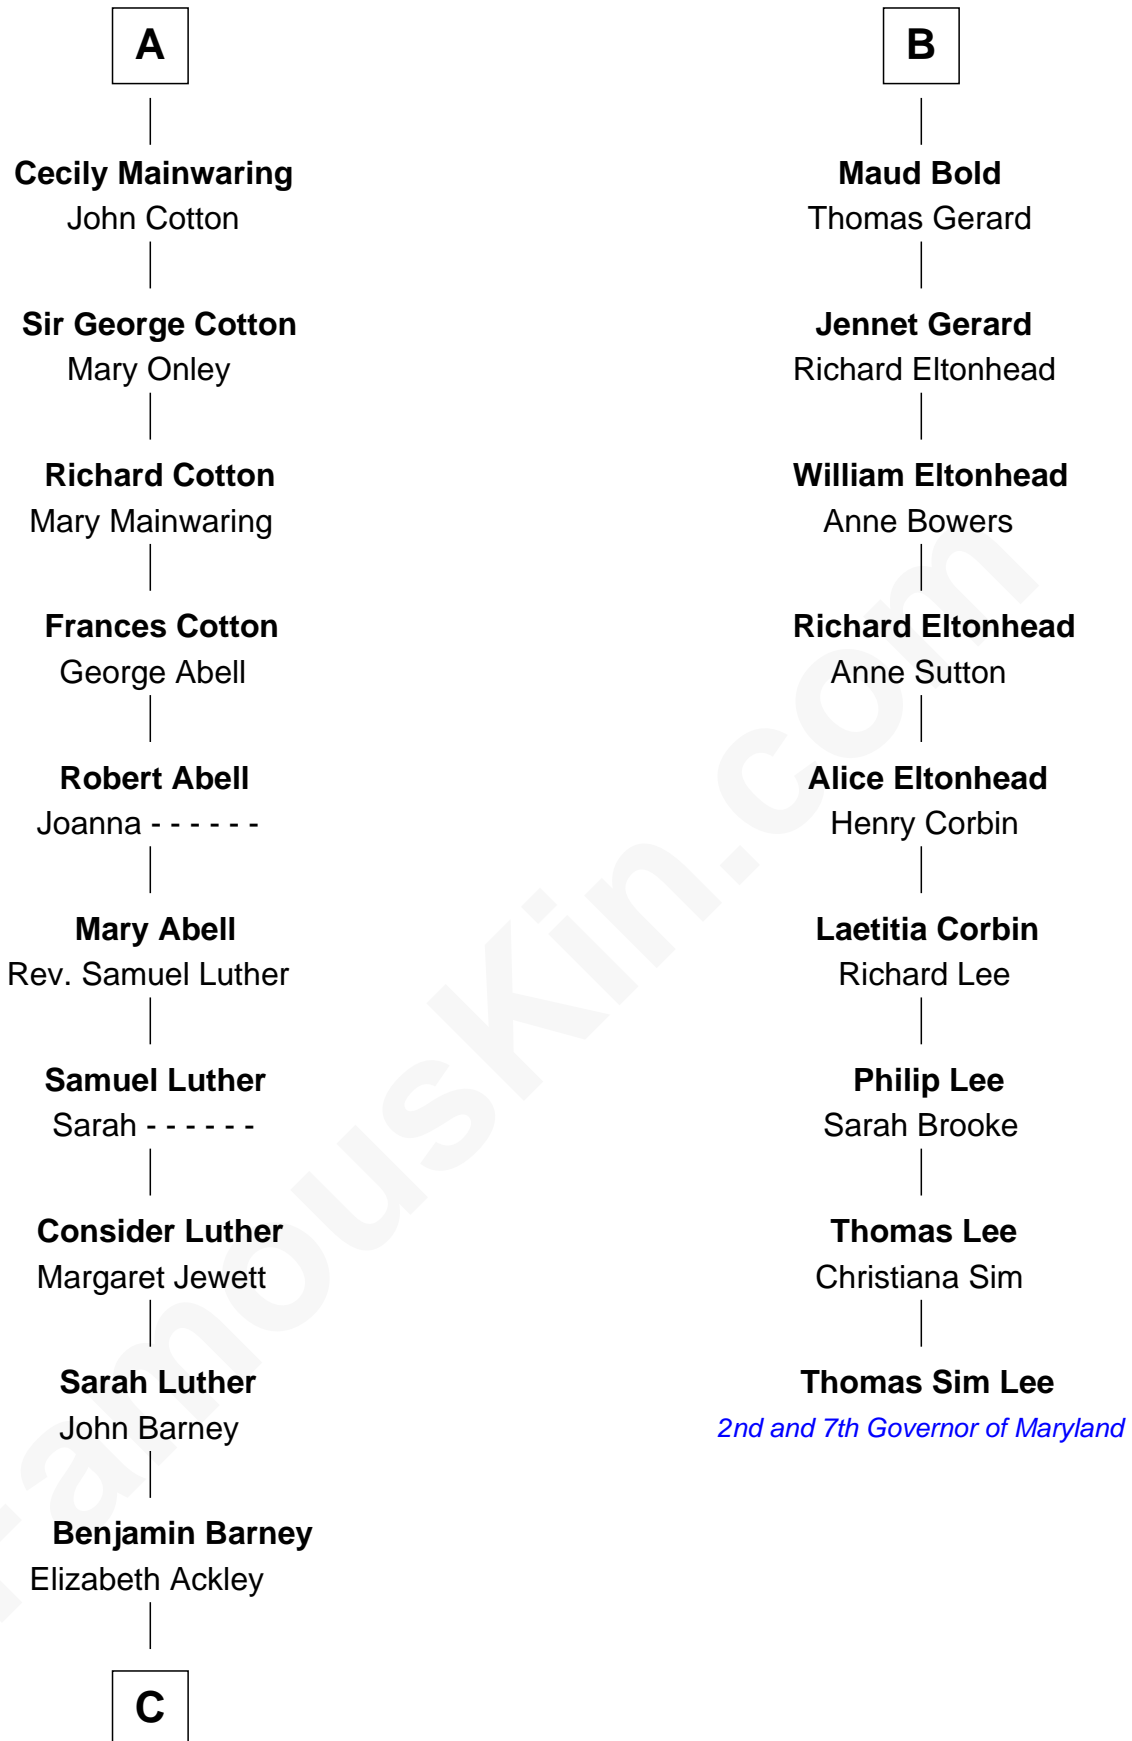 A
Cecily Mainwaring
John Cotton
Sir George Cotton
Mary Onley
Richard Cotton
Mary Mainwaring
Frances Cotton
George Abell
Robert Abell
Joanna - - - - - -
Mary Abell
Rev. Samuel Luther
Samuel Luther
Sarah - - - - - -
Consider Luther
Margaret Jewett
Sarah Luther
John Barney
Benjamin Barney
Elizabeth Ackley
C
B
Maud Bold
Thomas Gerard
Jennet Gerard
Richard Eltonhead
William Eltonhead
Anne Bowers
Richard Eltonhead
Anne Sutton
Alice Eltonhead
Henry Corbin
Laetitia Corbin
Richard Lee
Philip Lee
Sarah Brooke
Thomas Lee
Christiana Sim
Thomas Sim Lee
2nd and 7th Governor of Maryland
FamousKin.com